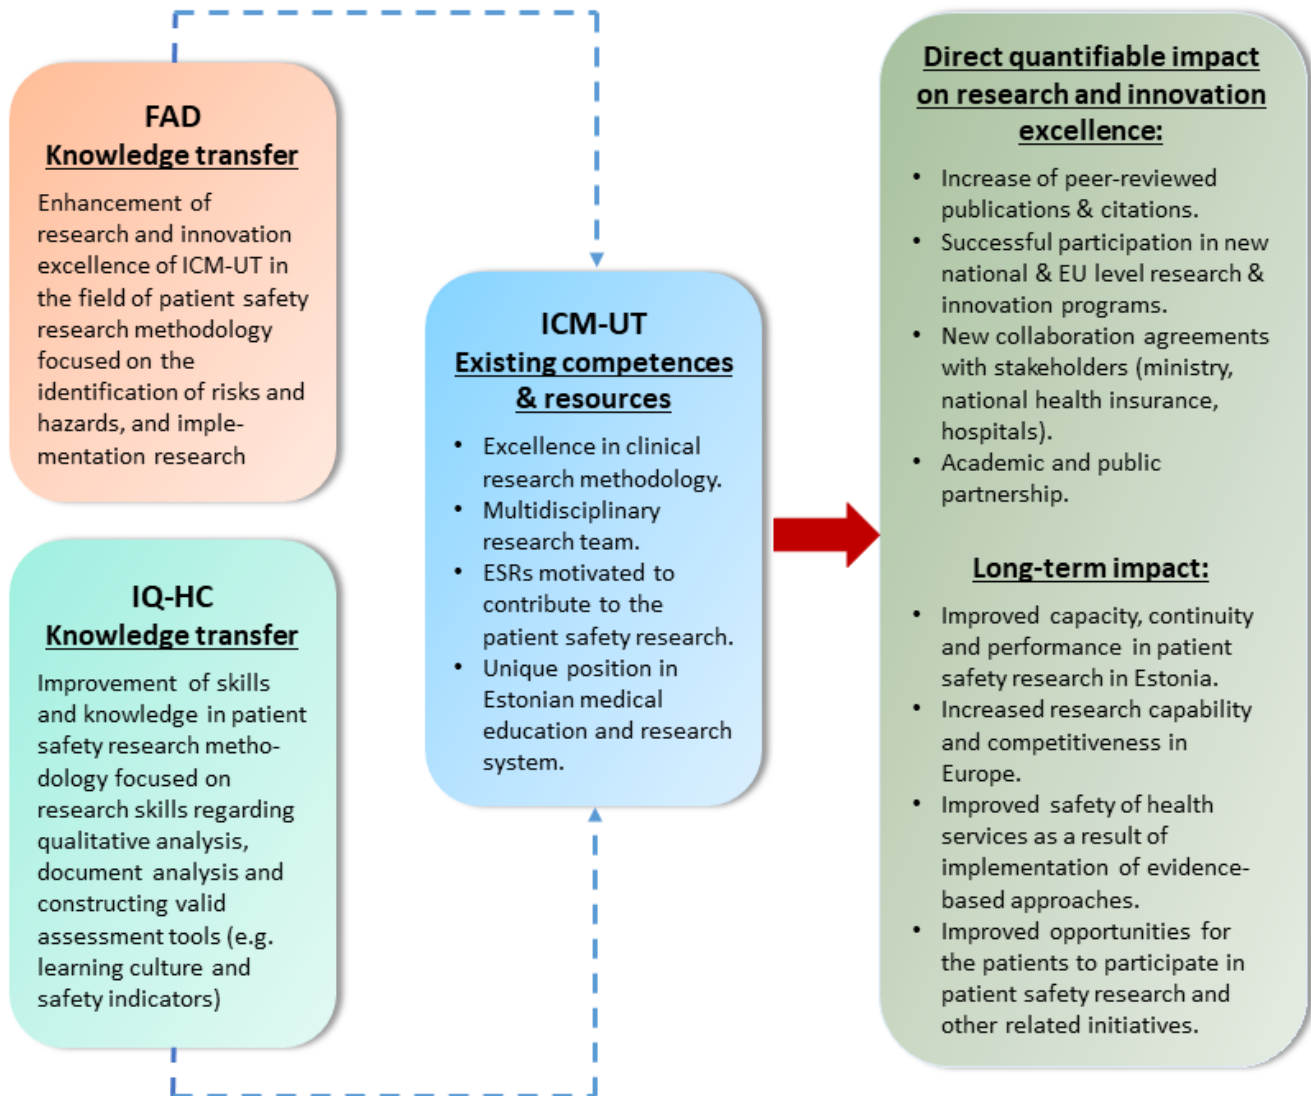 FAD
Knowledge transfer
Enhancement of
research and innovation
excellence of ICM-UT in
the field of patient safety
research methodology
focused on the
identification of risks and
hazards, and imple-
mentation research
IQ-HC
Knowledge transfer
Improvement of skills
and knowledge in patient
safety research metho-
dology focused on
research skills regarding
qualitative analysis,
document analysis and
constructing valid
assessment tools (e.g.
learning culture and
safety indicators)
ICM-UT
Existing competences
& resources
• Excellence in clinical
research methodology.
• Multidisciplinary
research team.
• ESRs motivated to
contribute to the
patient safety research.
• Unique position in
Estonian medical
education and research
system.
Direct quantifiable impact
on research and innovation
excellence:
• Increase of peer-reviewed
publications & citations.
• Successful participation in new
national & EU level research &
innovation programs.
• New collaboration agreements
with stakeholders (ministry,
national health insurance,
hospitals).
• Academic and public
partnership.
Long-term impact:
• Improved capacity, continuity
and performance in patient
safety research in Estonia.
• Increased research capability
and competitiveness in
Europe.
• Improved safety of health
services as a result of
implementation of evidence-
based approaches.
• Improved opportunities for
the patients to participate in
patient safety research and
other related initiatives.